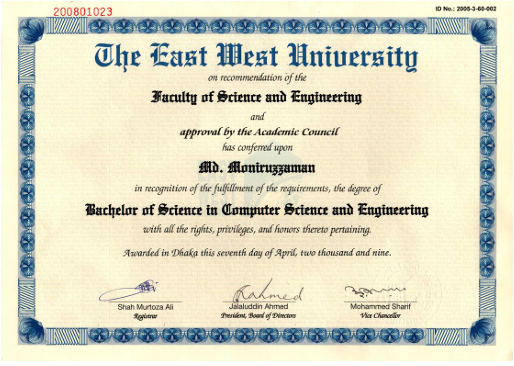 200801023
ID No.: 2005-3-60-002
The East West University
on recommendation of the
Faculty of Science and Engineering
and
approval by the Academic Council
has conferred upon
Md. Moniruzzaman
in recognition of the fulfillment of the requirements, the degree of
Bachelor of Science in Computer Science and Engineering
with all the rights, privileges, and honors thereto pertaining.
Awarded in Dhaka this seventh day of April, two thousand and nine.
Rahmed
Shah Murtoza Ali Jalaluddin Ahmed Mohammed Sharif
Registrar President, Board of Directors Vice Chancellor